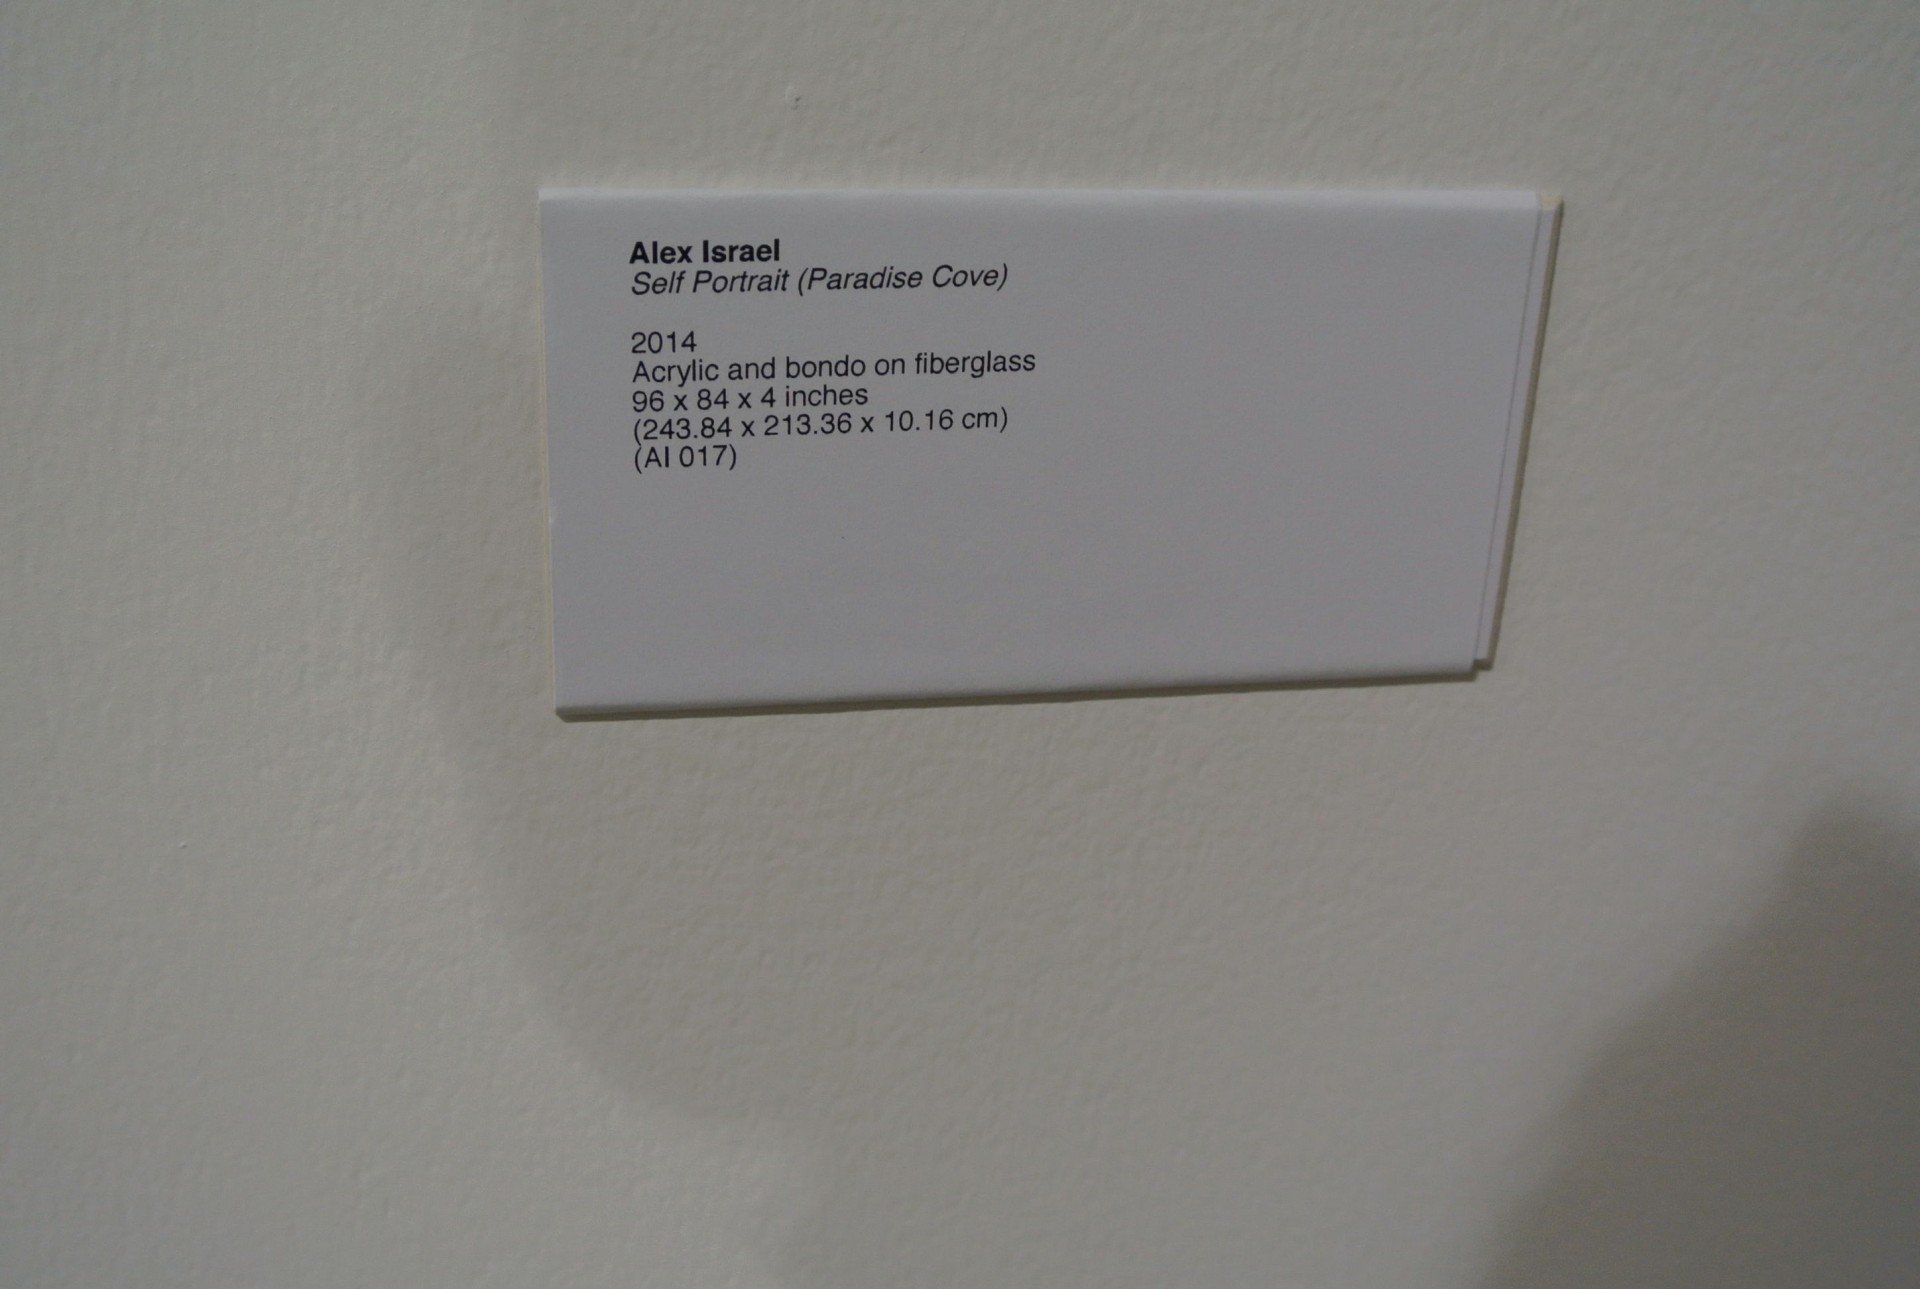 Alex Israel
Self Portrait (Paradise Cove)
2014
Acrylic and bondo on fiberglass
96 x 84 x 4 inches
(243.84 x 213.36 x 10.16 cm)
(AI 017)